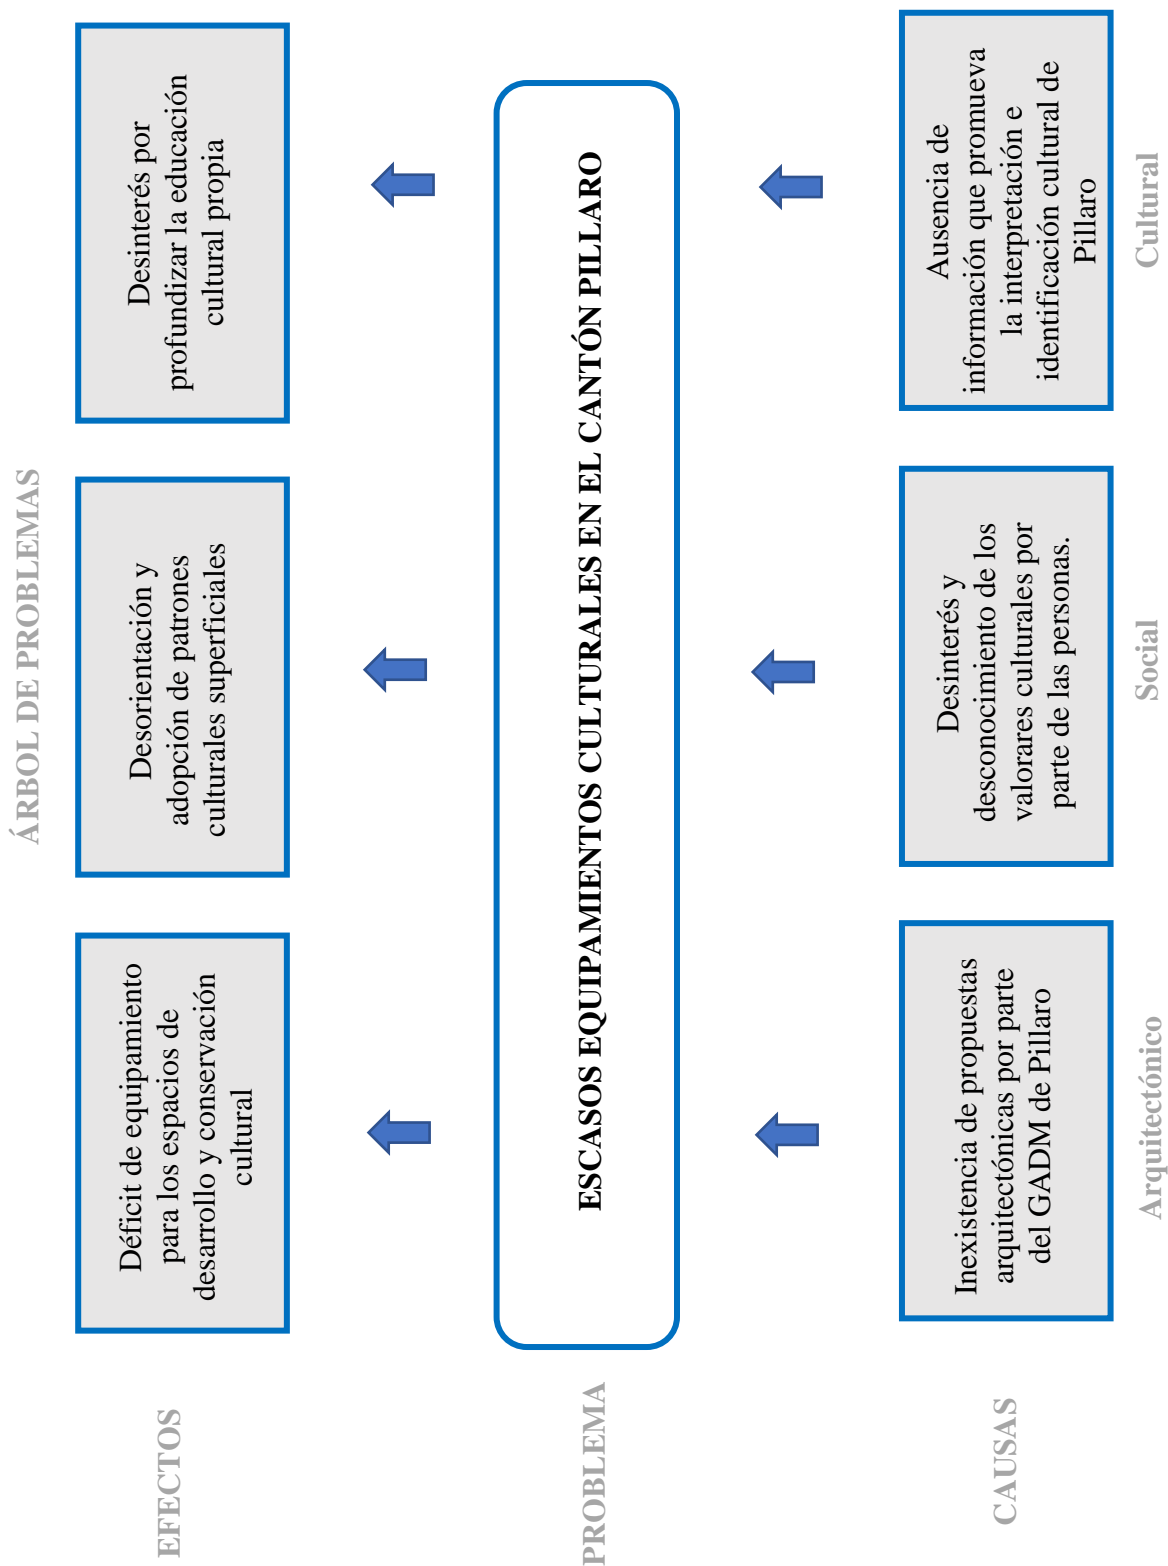 ÁRBOL DE PROBLEMAS
EFECTOS
Déficit de equipamiento
para los espacios de
desarrollo y conservación
cultural
Desorientación y
adopción de patrones
culturales superficiales
Desinterés por
profundizar la educación
cultural propia
PROBLEMA
ESCASOS EQUIPAMIENTOS CULTURALES EN EL CANTÓN PILLARO
CAUSAS
Inexistencia de propuestas
arquitectónicas por parte
del GADM de Pillaro
Desinterés y
desconocimiento de los
valorares culturales por
parte de las personas.
Ausencia de
información que promueva
la interpretación e
identificación cultural de
Pillaro
Arquitectónico
Social
Cultural